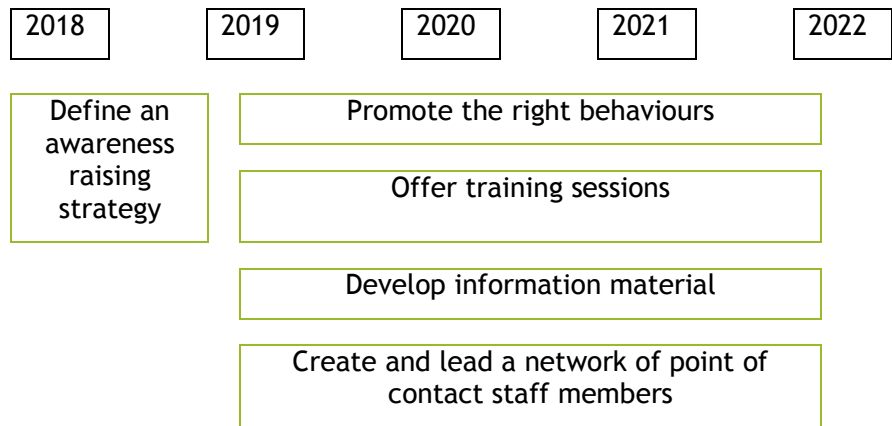 2018 2019 2020 2021 2022
Define an
awareness
raising
strategy
Promote the right behaviours
Offer training sessions
Develop information material
Create and lead a network of point of
contact staff members